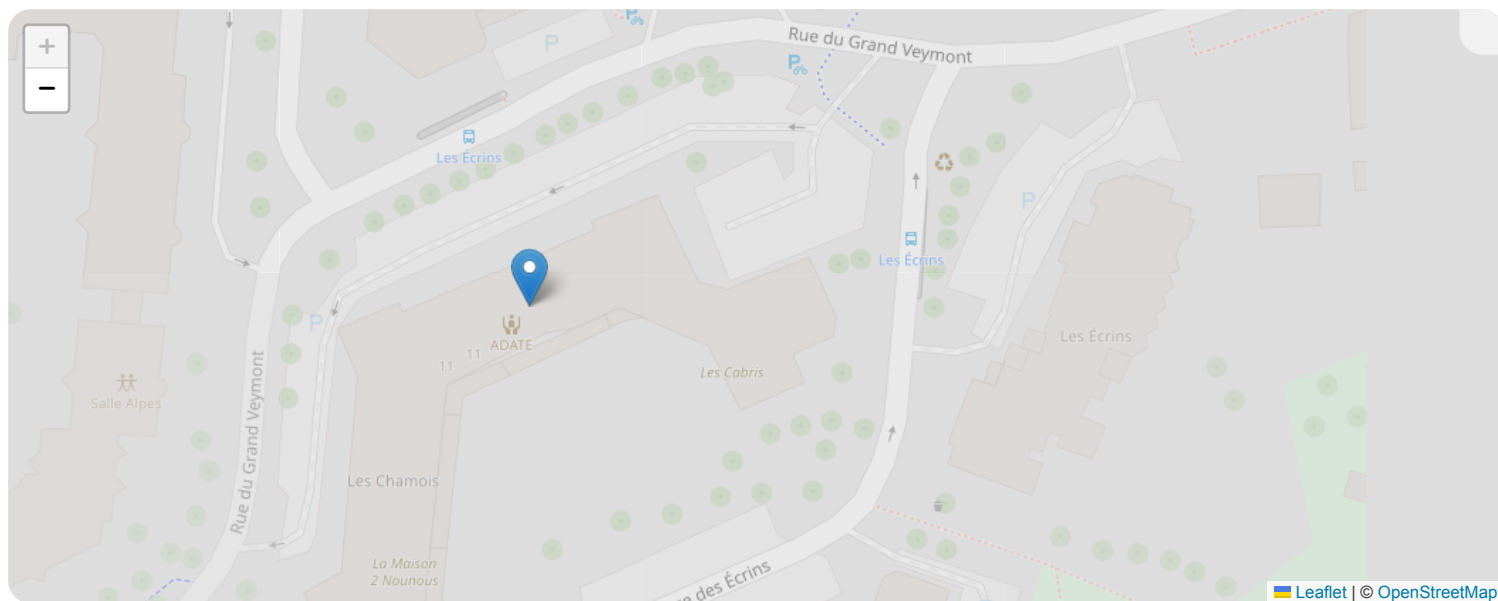 +
−
P
P
Rue du Grand Veymont
P
Les Écrins
P
Les Écrins
P
ADATE
11
11
Les Écrins
Les Cabris
Salle Alpes
Rue du Grand Veymont
Les Chamois
La Maison
2 Nounous
des Écrins
Leaflet | © OpenStreetMap